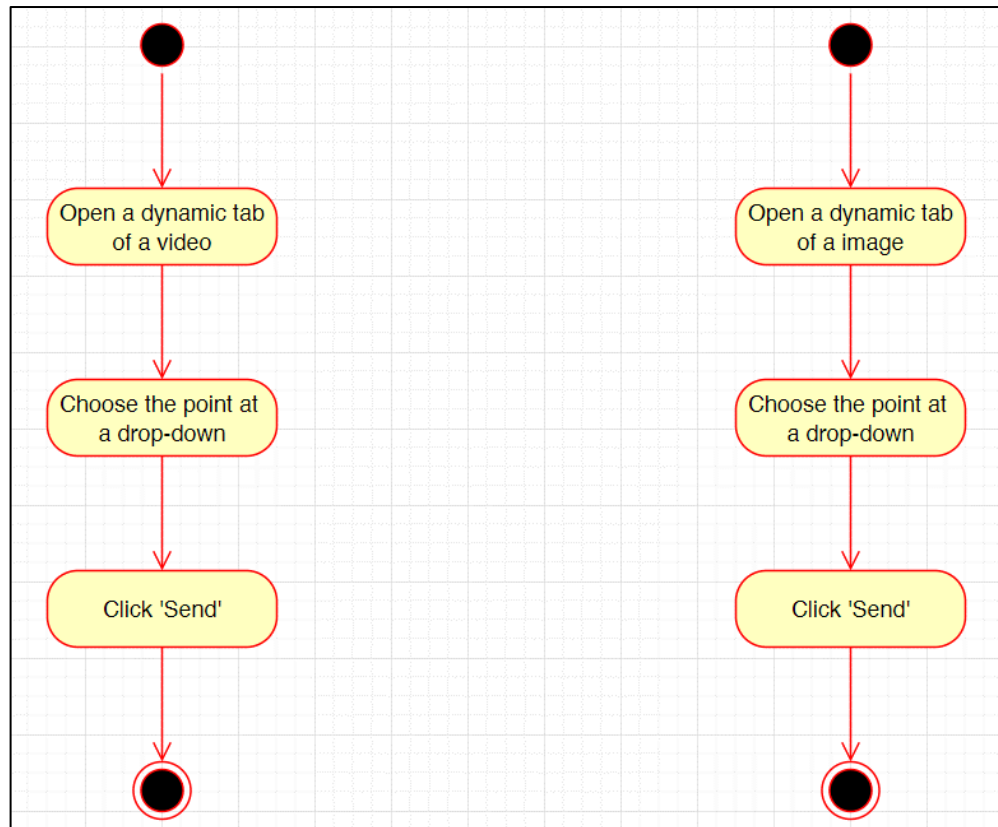 Open a dynamic tab
of a video
Open a dynamic tab
of a image
Choose the point at
a drop-down
Choose the point at
a drop-down
Click 'Send'
Click 'Send'